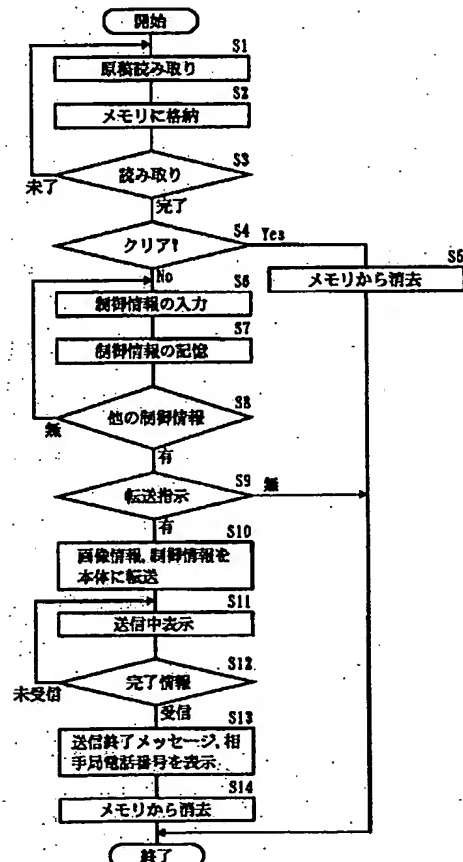 開始
S1
原稿読み取り
S2
メモリに格納
S3
読み取り
未了
完了
S4
クリア?
Yes
No
S5
メモリから消去
S6
制御情報の入力
S7
制御情報の記憶
S8
他の制御情報
無
有
S9
転送指示
無
有
S10
画像情報,制御情報を
本体に転送
S11
送信中表示
S12
完了情報
未受信
受信
S13
送信終了メッセージ,相
手局電話番号を表示
S14
メモリから消去
終了